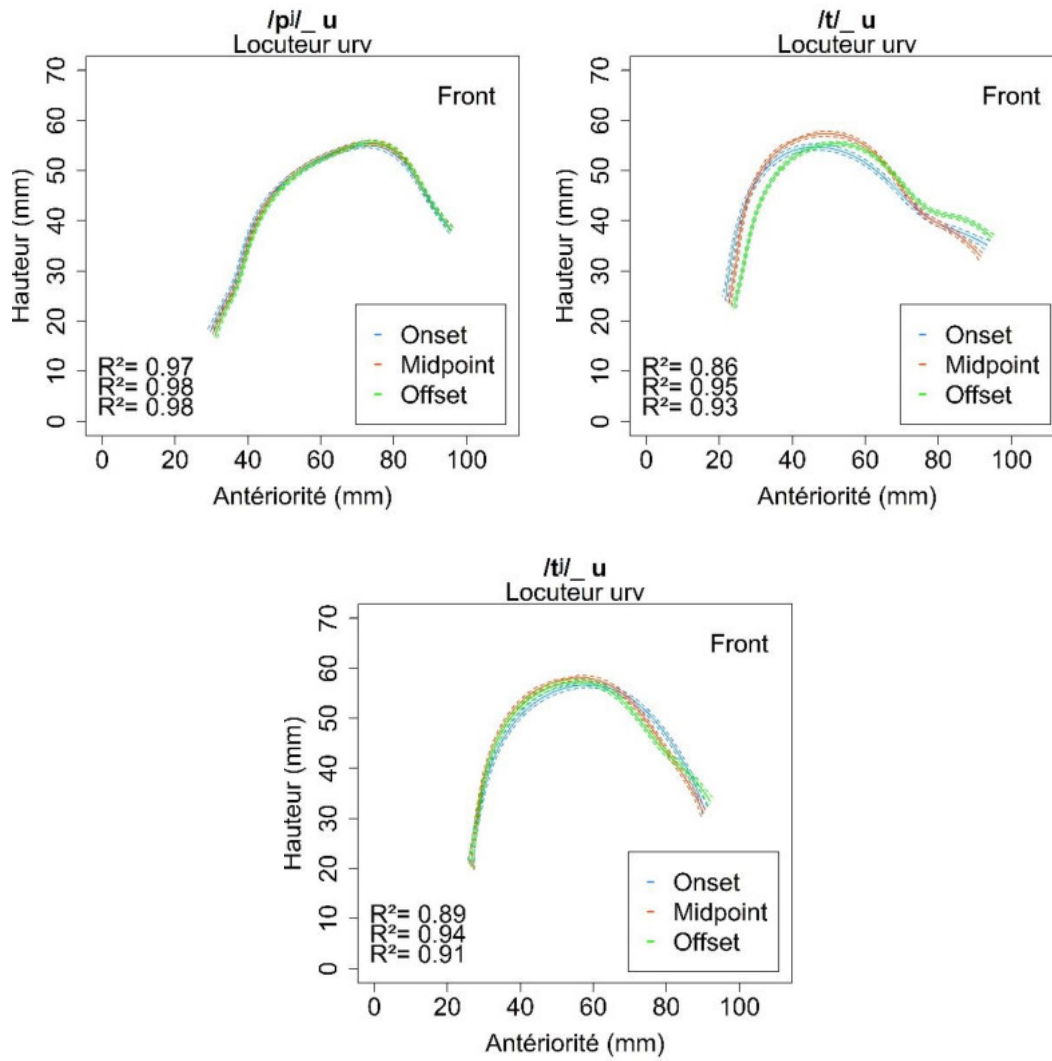 /pʲ/_ u
Locuteur urv
Hauteur (mm)
70
60
50
40
30
20
10
0
Front
Onset
Midpoint
Offset
R²= 0.97
R²= 0.98
R²= 0.98
0 20 40 60 80 100
Antériorité (mm)
/t/_ u
Locuteur urv
Hauteur (mm)
70
60
50
40
30
20
10
0
Front
Onset
Midpoint
Offset
R²= 0.86
R²= 0.95
R²= 0.93
0 20 40 60 80 100
Antériorité (mm)
/tʲ/_ u
Locuteur urv
Hauteur (mm)
70
60
50
40
30
20
10
0
Front
Onset
Midpoint
Offset
R²= 0.89
R²= 0.94
R²= 0.91
0 20 40 60 80 100
Antériorité (mm)